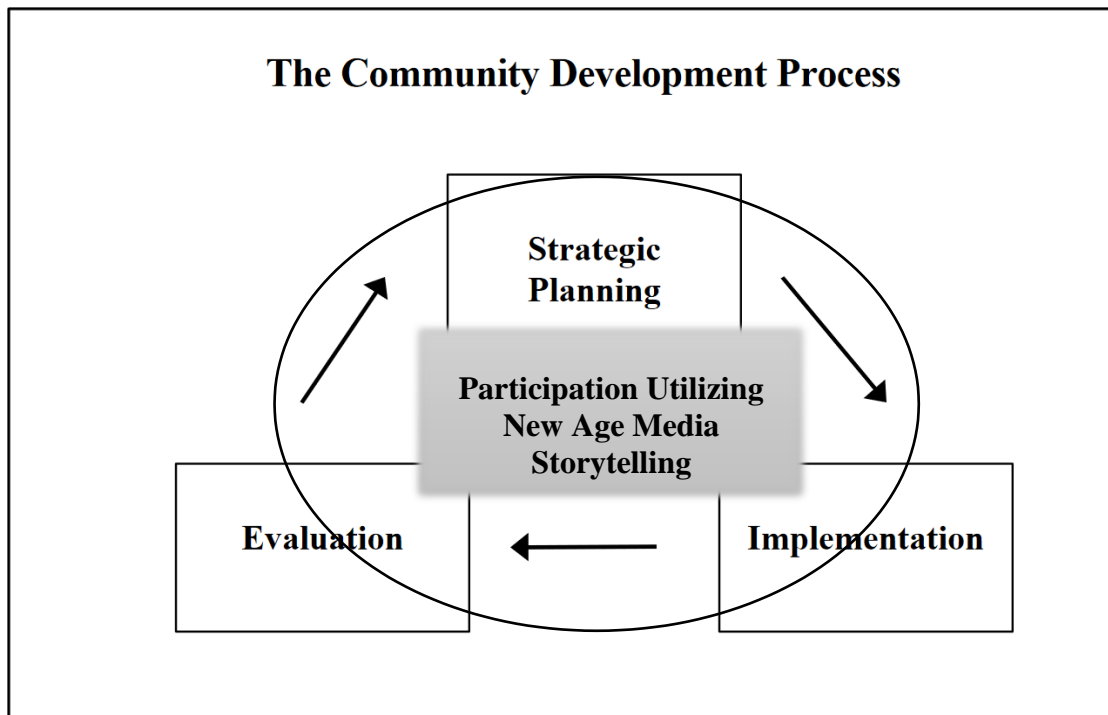 The Community Development Process
Strategic
Planning
Participation Utilizing
New Age Media
Storytelling
Evaluation
Implementation